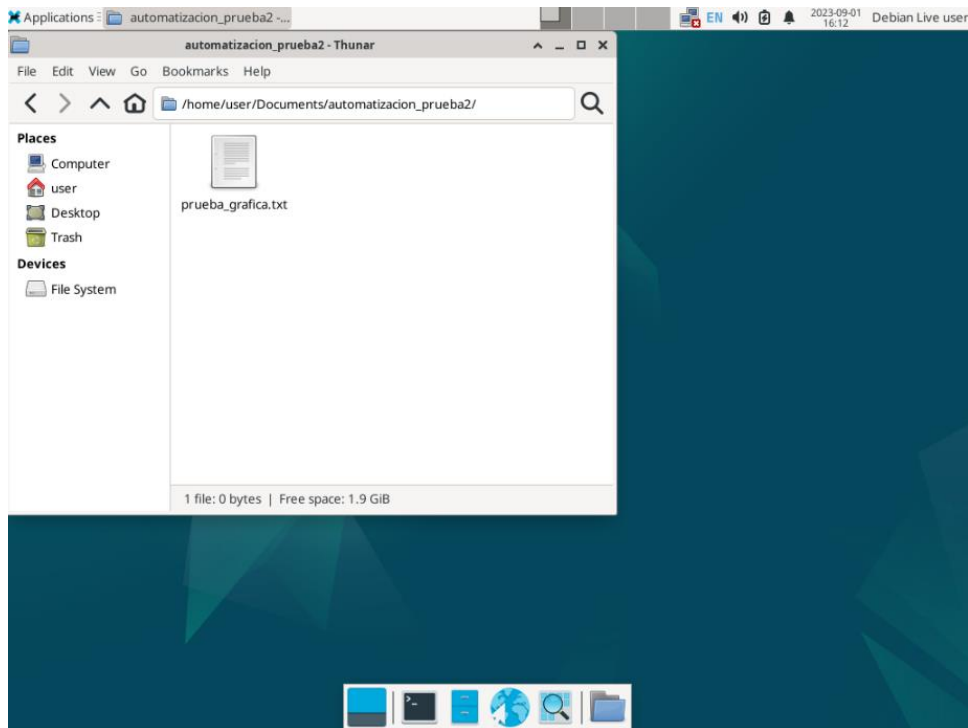 Applications
automatizacion_prueba2 -...
EN
2023-09-01
16:12
Debian Live user
automatizacion_prueba2 - Thunar
File Edit View Go Bookmarks Help
/home/user/Documents/automatizacion_prueba2/
Places
Computer
user
Desktop
Trash
Devices
File System
prueba_grafica.txt
1 file: 0 bytes | Free space: 1.9 GiB